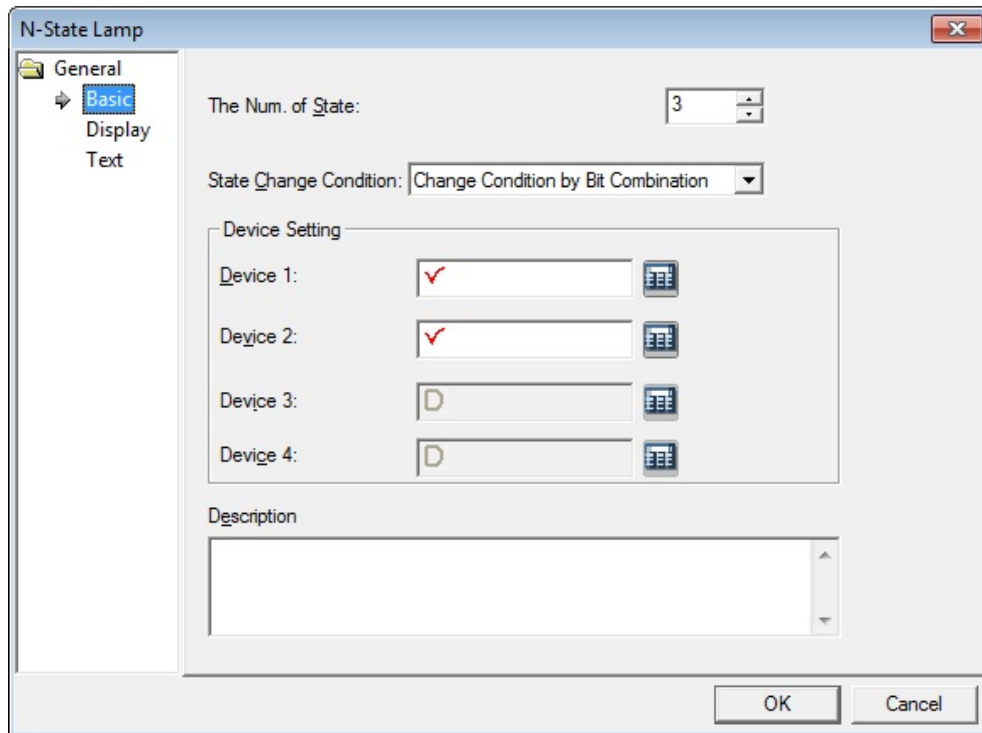 N-State Lamp
General
Basic
Display
Text
The Num. of State: 3
State Change Condition: Change Condition by Bit Combination
Device Setting
Device 1:
Device 2:
Device 3: D
Device 4: D
Description
OK Cancel